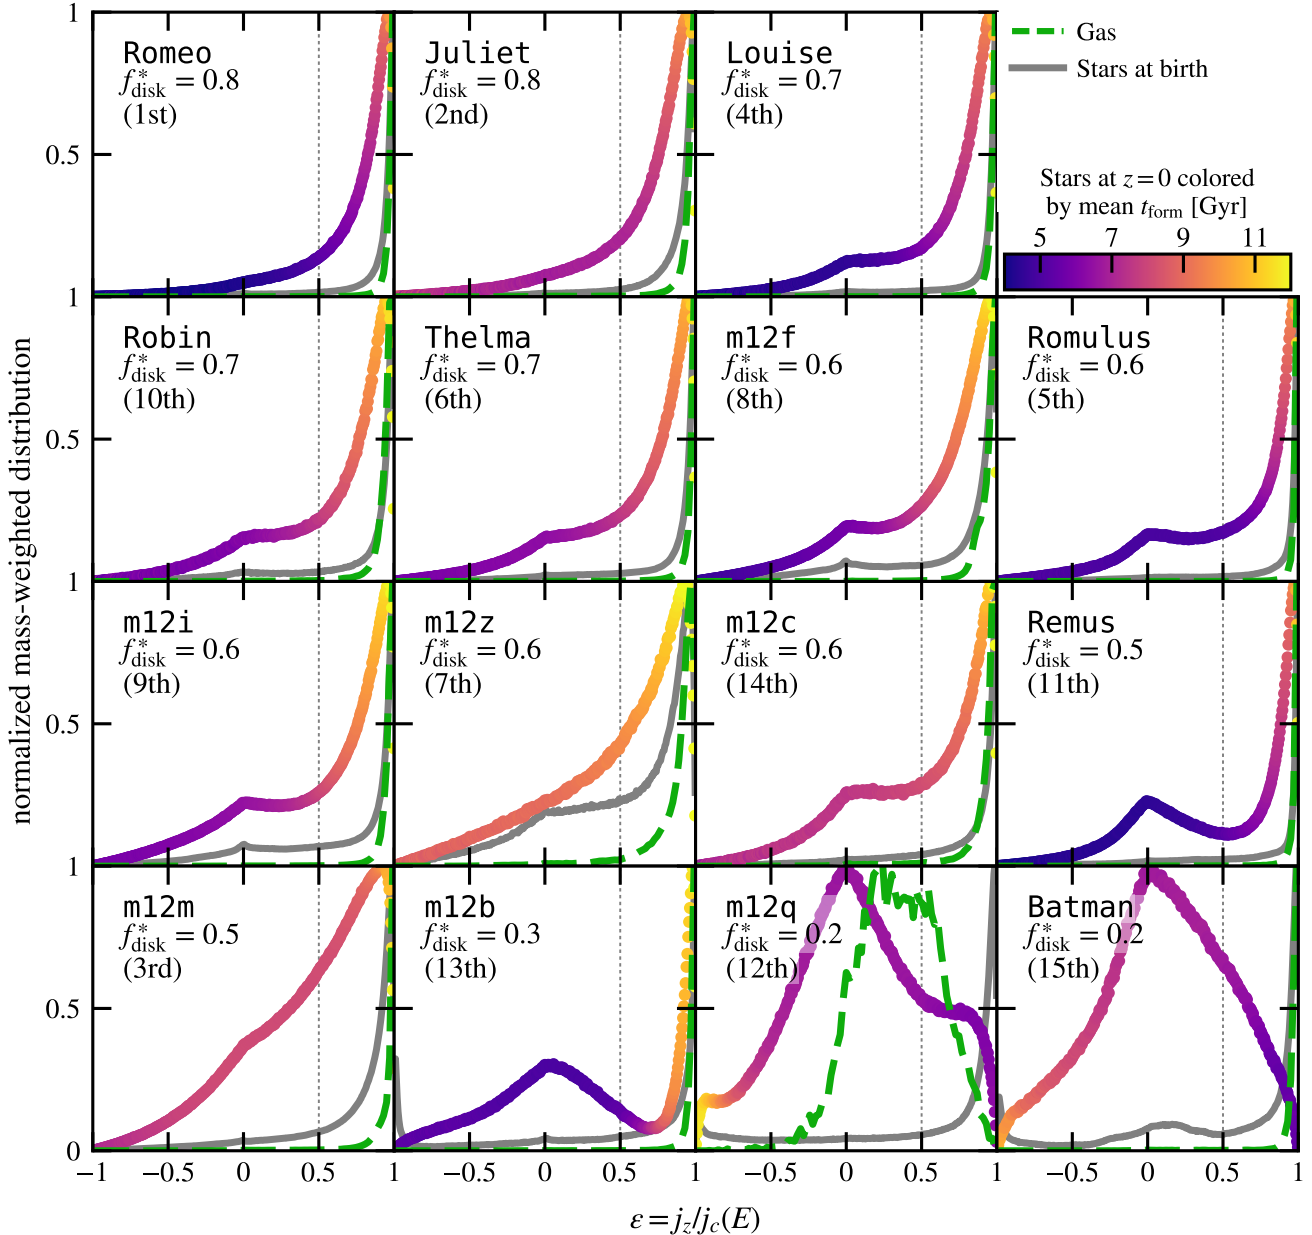 1
Romeo
f*disk = 0.8
(1st)
Juliet
f*disk = 0.8
(2nd)
Louise
f*disk = 0.7
(4th)
Gas
Stars at birth
0.5
Stars at z = 0 colored
by mean tform [Gyr]
5 7 9 11
1
Robin
f*disk = 0.7
(10th)
Thelma
f*disk = 0.7
(6th)
m12f
f*disk = 0.6
(8th)
Romulus
f*disk = 0.6
(5th)
0.5
1
m12i
f*disk = 0.6
(9th)
m12z
f*disk = 0.6
(7th)
m12c
f*disk = 0.6
(14th)
Remus
f*disk = 0.5
(11th)
0.5
1
m12m
f*disk = 0.5
(3rd)
m12b
f*disk = 0.3
(13th)
m12q
f*disk = 0.2
(12th)
Batman
f*disk = 0.2
(15th)
0.5
0
−1 −0.5 0 0.5 1 −0.5 0 0.5 1 −0.5 0 0.5 1 −0.5 0 0.5 1
normalized mass-weighted distribution
ε = jz/jc(E)